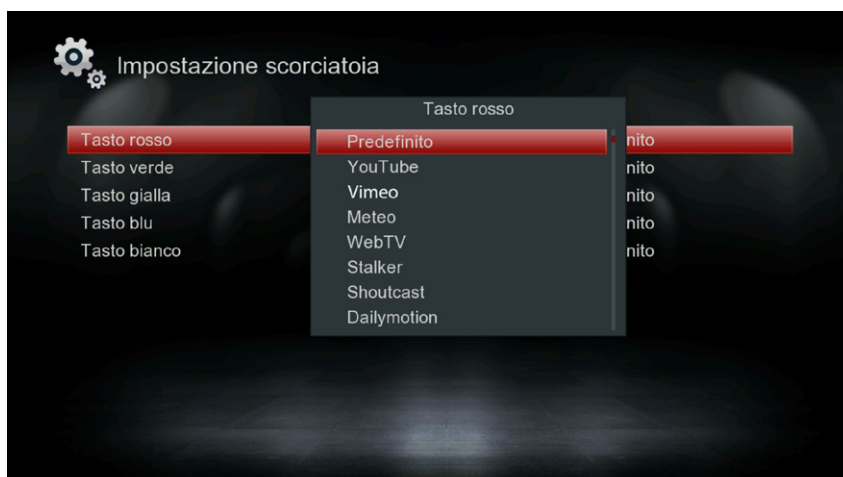 Impostazione scorciatoia
Tasto rosso
Tasto rosso
Predefinito
nito
YouTube
Tasto verde
nito
Vimeo
Tasto gialla
nito
Meteo
Tasto blu
nito
WebTV
Tasto bianco
nito
Stalker
Shoutcast
Dailymotion